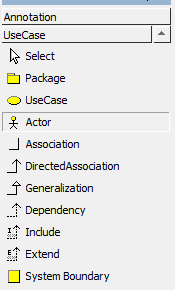 Annotation
UseCase
Select
Package
UseCase
Actor
Association
DirectedAssociation
Generalization
Dependency
Include
Extend
System Boundary